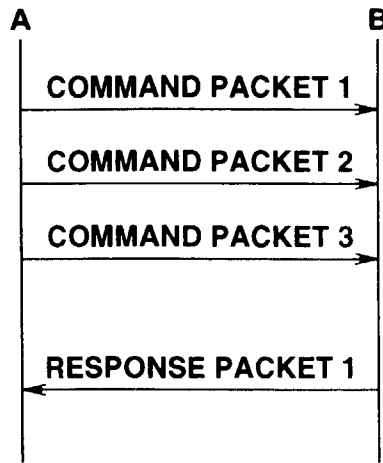 A B
COMMAND PACKET 1
COMMAND PACKET 2
COMMAND PACKET 3
RESPONSE PACKET 1